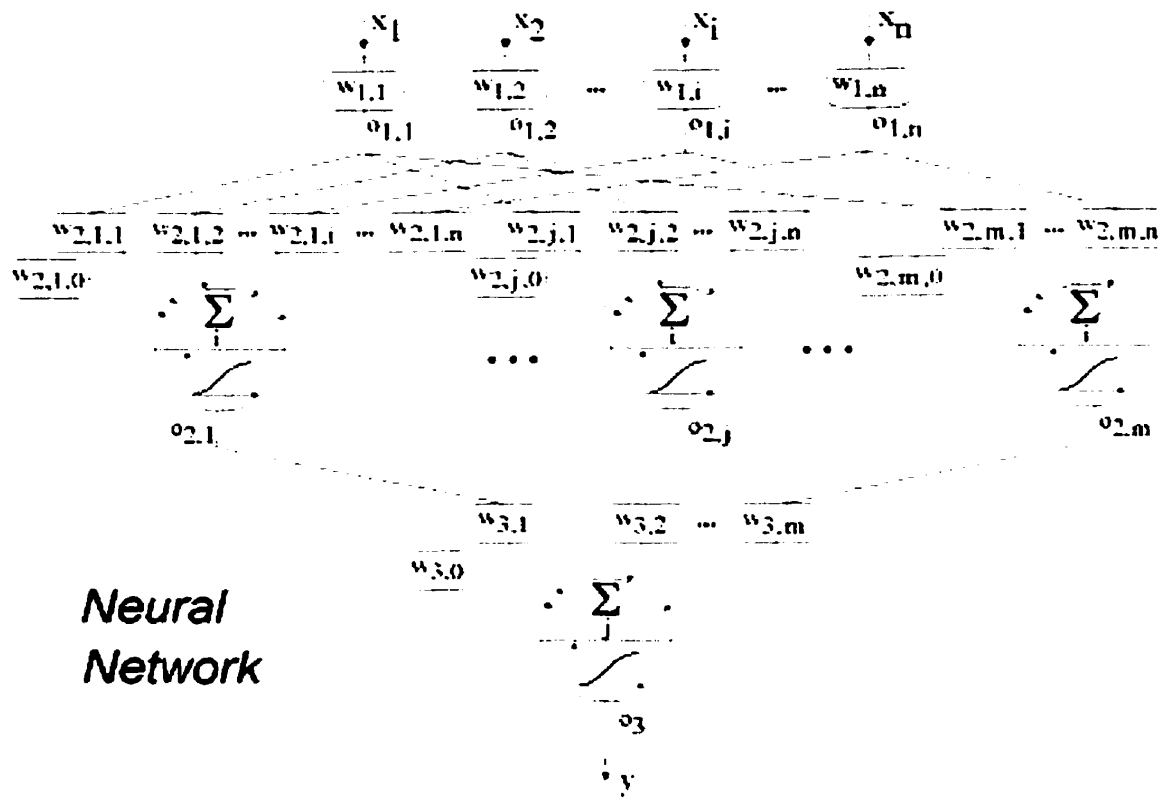 x1 x2 xi xn
w1,1 w1,2 ... w1,i ... w1,n
o1,1 o1,2 o1,i o1,n
w2,1,1 w2,1,2 ... w2,1,i ... w2,1,n w2,j,1 w2,j,2 ... w2,j,n w2,m,1 ... w2,m,n
w2,1,0 w2,j,0 w2,m,0
∑ ∑ ∑
i i i
... ...
o2,1 o2,j o2,m
w3,1 w3,2 ... w3,m
w3,0
∑
j
Neural
Network
o3
y